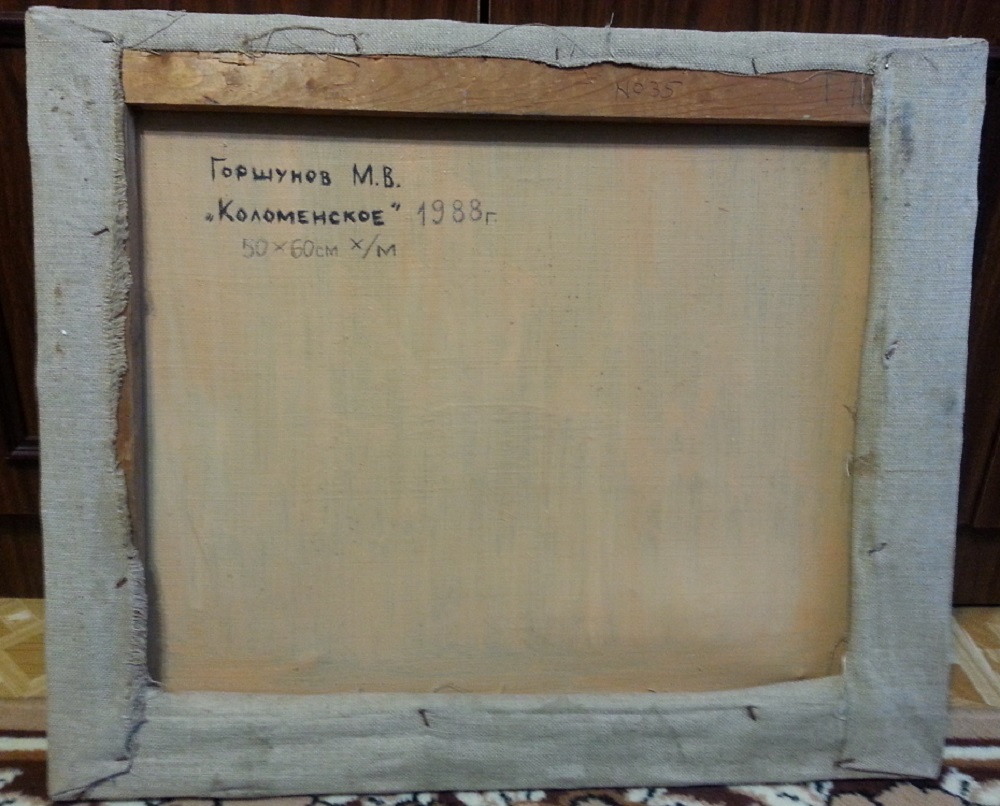 №35
Горшунов М.В.
„Коломенское" 1988г.
50×60см х/м